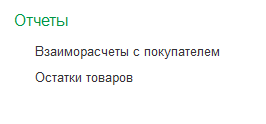 Отчеты
Взаиморасчеты с покупателем
Остатки товаров